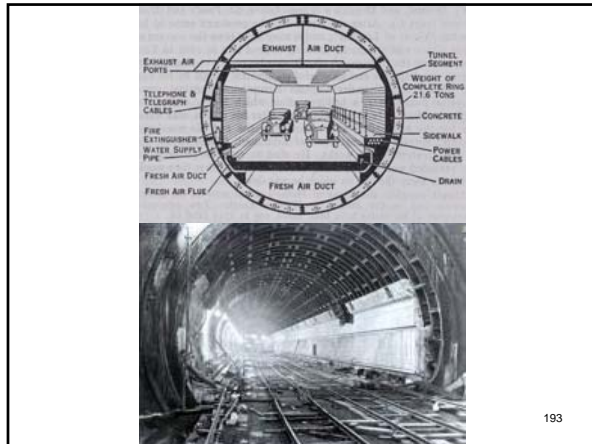 EXHAUST AIR DUCT
EXHAUST AIR
PORTS
TELEPHONE &
TELEGRAPH
CABLES
FIRE
EXTINGUISHER
WATER SUPPLY
PIPE
FRESH AIR DUCT
FRESH AIR FLUE
FRESH AIR DUCT
TUNNEL
SEGMENT
WEIGHT OF
COMPLETE RING
21.6 TONS
CONCRETE
SIDEWALK
POWER
CABLES
DRAIN
193